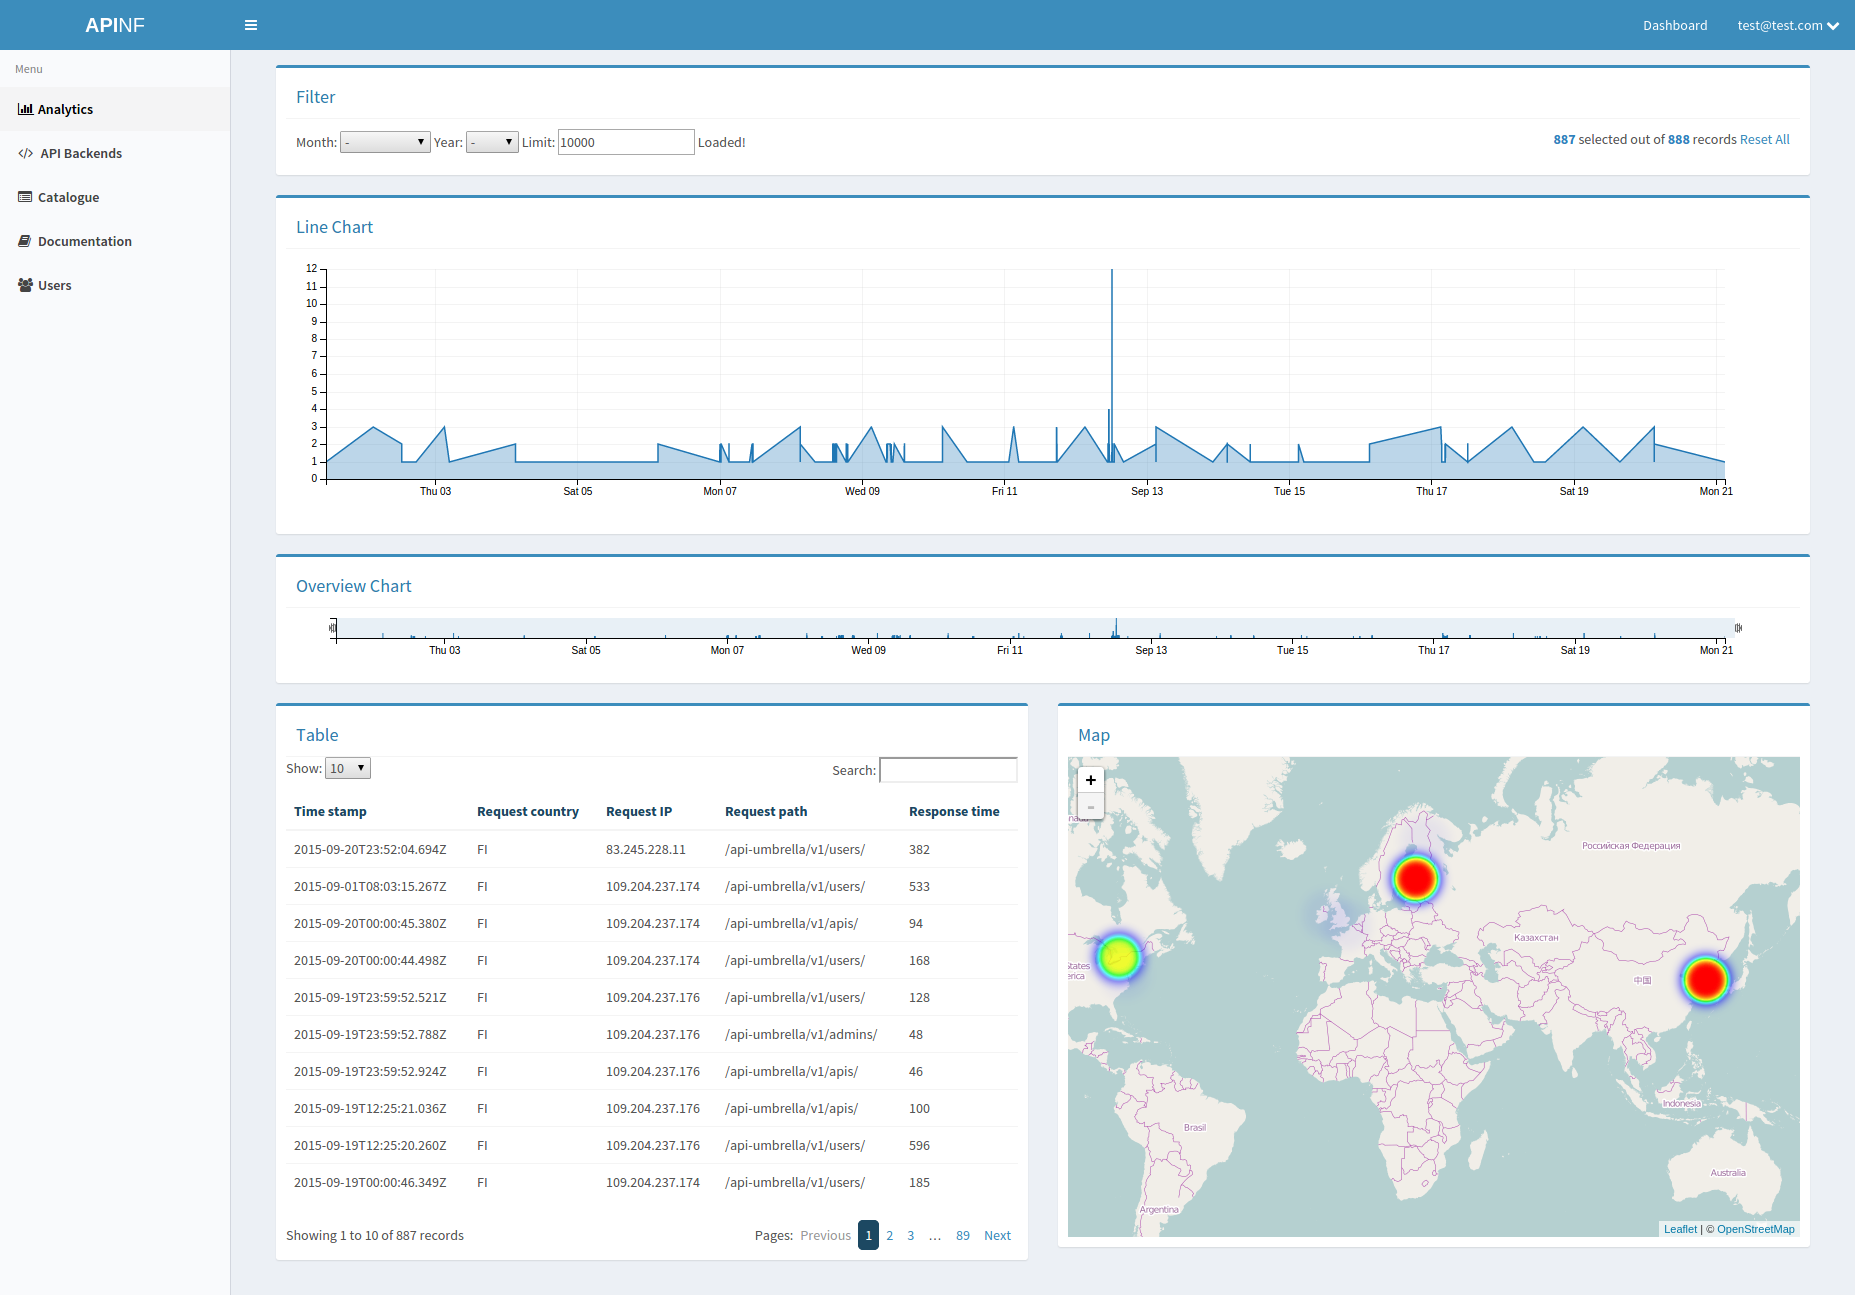 APINF
Dashboard test@test.com
Menu
Analytics
API Backends
Catalogue
Documentation
Users
Filter
Month: - Year: - Limit: 10000 Loaded!
887 selected out of 888 records Reset All
Line Chart
12
11
10
9
8
7
6
5
4
3
2
1
0
Thu 03 Sat 05 Mon 07 Wed 09 Fri 11 Sep 13 Tue 15 Thu 17 Sat 19 Mon 21
Overview Chart
Thu 03 Sat 05 Mon 07 Wed 09 Fri 11 Sep 13 Tue 15 Thu 17 Sat 19 Mon 21
Table
Show: 10 Search:
Time stamp Request country Request IP Request path Response time
2015-09-20T23:52:04.694Z FI 83.245.228.11 /api-umbrella/v1/users/ 382
2015-09-01T08:03:15.267Z FI 109.204.237.174 /api-umbrella/v1/users/ 533
2015-09-20T00:00:45.380Z FI 109.204.237.174 /api-umbrella/v1/apis/ 94
2015-09-20T00:00:44.498Z FI 109.204.237.174 /api-umbrella/v1/users/ 168
2015-09-19T23:59:52.521Z FI 109.204.237.176 /api-umbrella/v1/users/ 128
2015-09-19T23:59:52.788Z FI 109.204.237.176 /api-umbrella/v1/admins/ 48
2015-09-19T23:59:52.924Z FI 109.204.237.176 /api-umbrella/v1/apis/ 46
2015-09-19T12:25:21.036Z FI 109.204.237.176 /api-umbrella/v1/apis/ 100
2015-09-19T12:25:20.260Z FI 109.204.237.176 /api-umbrella/v1/users/ 596
2015-09-19T00:00:46.349Z FI 109.204.237.174 /api-umbrella/v1/users/ 185
Showing 1 to 10 of 887 records
Pages: Previous 1 2 3 ... 89 Next
Map
+
-
Российская Федерация
Казахстан
中国
States
erica
Indonesia
Brasil
Australia
Argentina
Leaflet | © OpenStreetMap